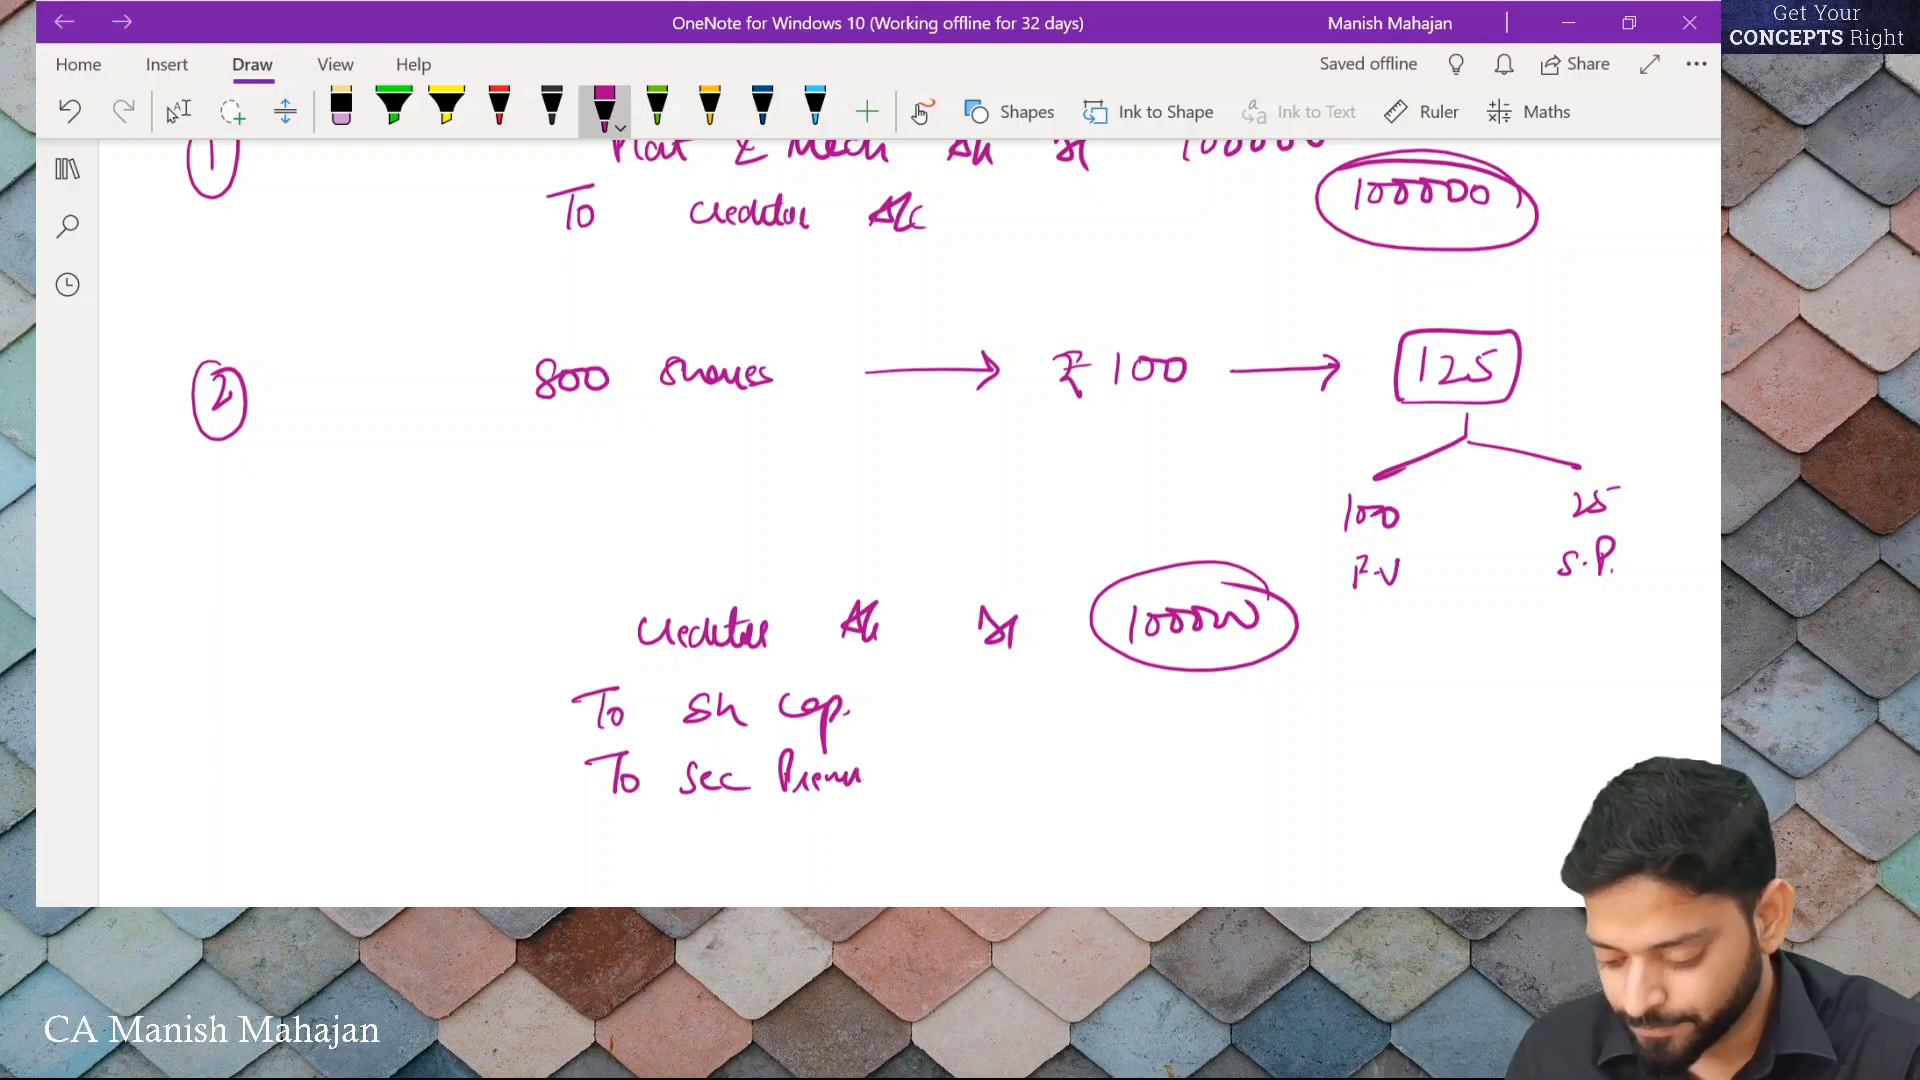 Get Your
CONCEPTS Right
OneNote for Windows 10 (Working offline for 32 days)
Manish Mahajan
Home Insert Draw View Help
Saved offline
Share
Shapes
Ink to Shape
Ink to Text
Ruler
Maths
1
100000
To creditor A/c
100000
2
800 shares → ₹ 100 → 125
100 25
F.V S.P.
creditor A/c Dr 100000
To Sh Cap.
To Sec Premu
CA Manish Mahajan